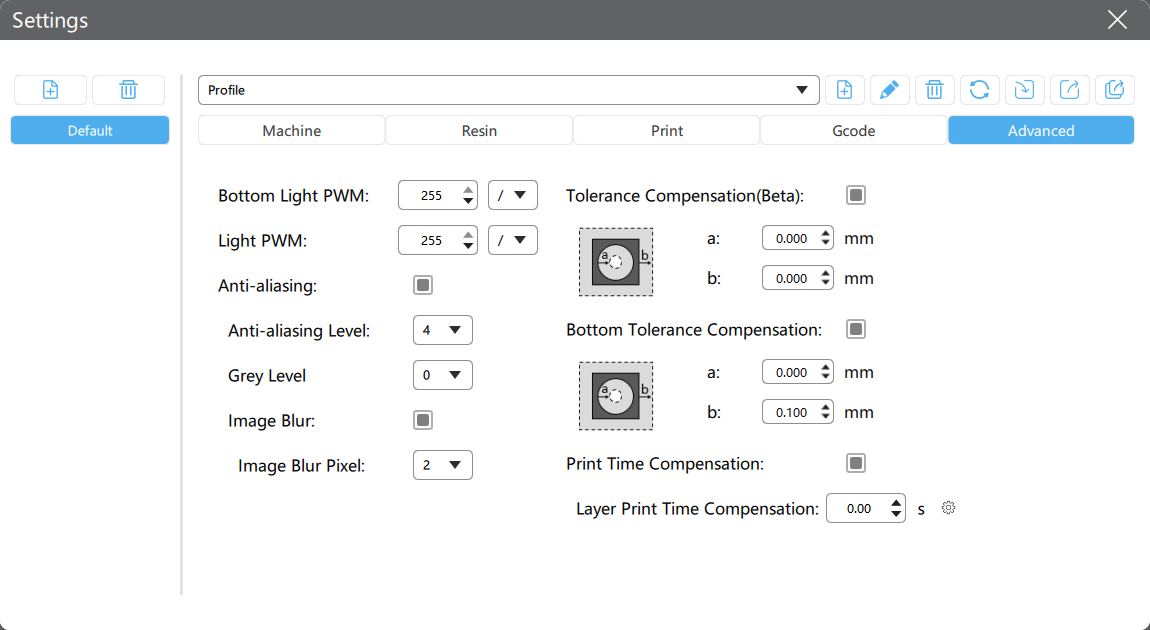 Settings
Profile
Default
Machine Resin Print Gcode Advanced
Bottom Light PWM: 255 /
Light PWM: 255 /
Anti-aliasing:
Anti-aliasing Level: 4
Grey Level 0
Image Blur:
Image Blur Pixel: 2
Tolerance Compensation(Beta):
a b
a: 0.000 mm
b: 0.000 mm
Bottom Tolerance Compensation:
a b
a: 0.000 mm
b: 0.100 mm
Print Time Compensation:
Layer Print Time Compensation: 0.00 s